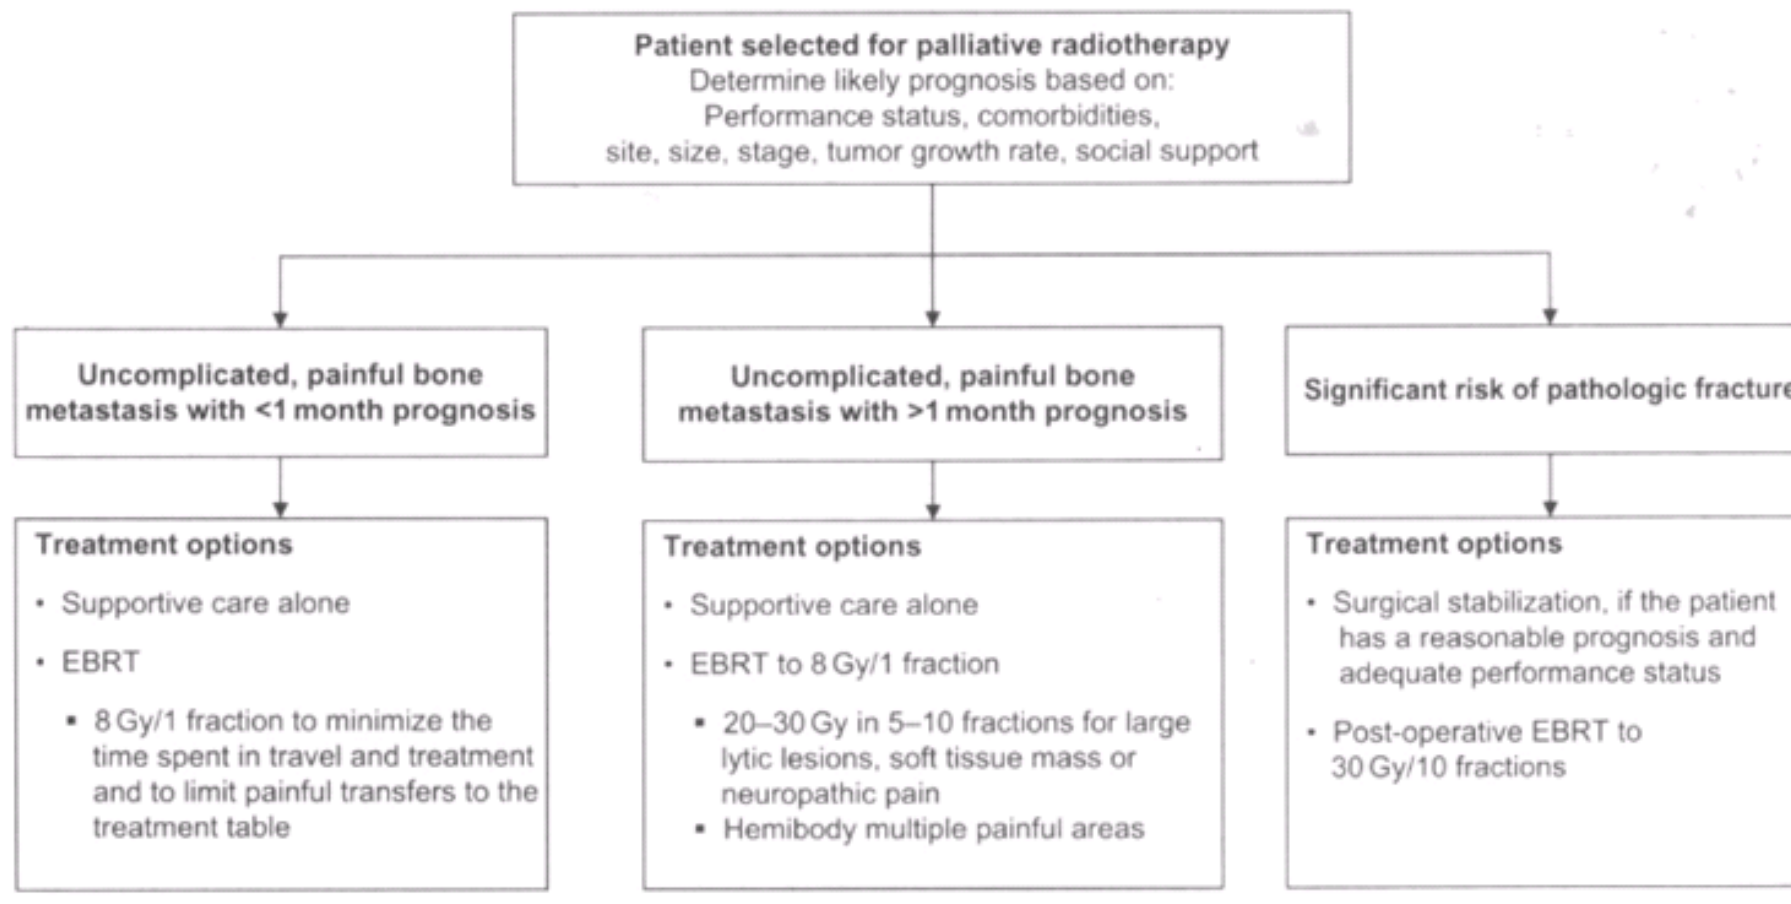 Patient selected for palliative radiotherapy
Determine likely prognosis based on:
Performance status, comorbidities,
site, size, stage, tumor growth rate, social support
Uncomplicated, painful bone
metastasis with <1 month prognosis
Uncomplicated, painful bone
metastasis with >1 month prognosis
Significant risk of pathologic fracture
Treatment options
• Supportive care alone
• EBRT
▪ 8 Gy/1 fraction to minimize the
time spent in travel and treatment
and to limit painful transfers to the
treatment table
Treatment options
• Supportive care alone
• EBRT to 8 Gy/1 fraction
▪ 20–30 Gy in 5–10 fractions for large
lytic lesions, soft tissue mass or
neuropathic pain
▪ Hemibody multiple painful areas
Treatment options
• Surgical stabilization, if the patient
has a reasonable prognosis and
adequate performance status
• Post-operative EBRT to
30 Gy/10 fractions